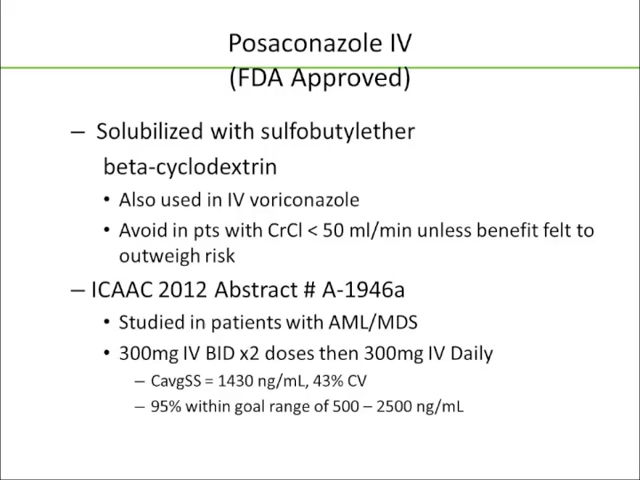 Posaconazole IV
(FDA Approved)
– Solubilized with sulfobutylether
beta-cyclodextrin
• Also used in IV voriconazole
• Avoid in pts with CrCl < 50 ml/min unless benefit felt to
outweigh risk
– ICAAC 2012 Abstract # A-1946a
• Studied in patients with AML/MDS
• 300mg IV BID x2 doses then 300mg IV Daily
– CavgSS = 1430 ng/mL, 43% CV
– 95% within goal range of 500 – 2500 ng/mL